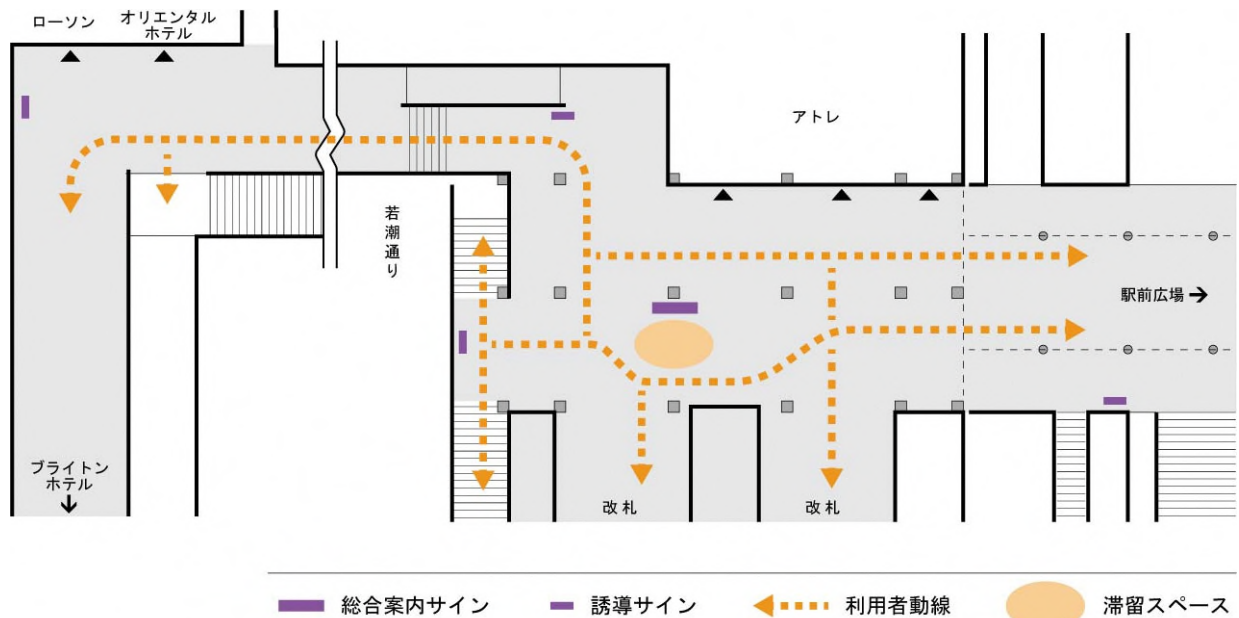 ローソン
オリエンタル
ホテル
アトレ
若潮通り
駅前広場
ブライトン
ホテル
改札
改札
総合案内サイン
誘導サイン
利用者動線
滞留スペース